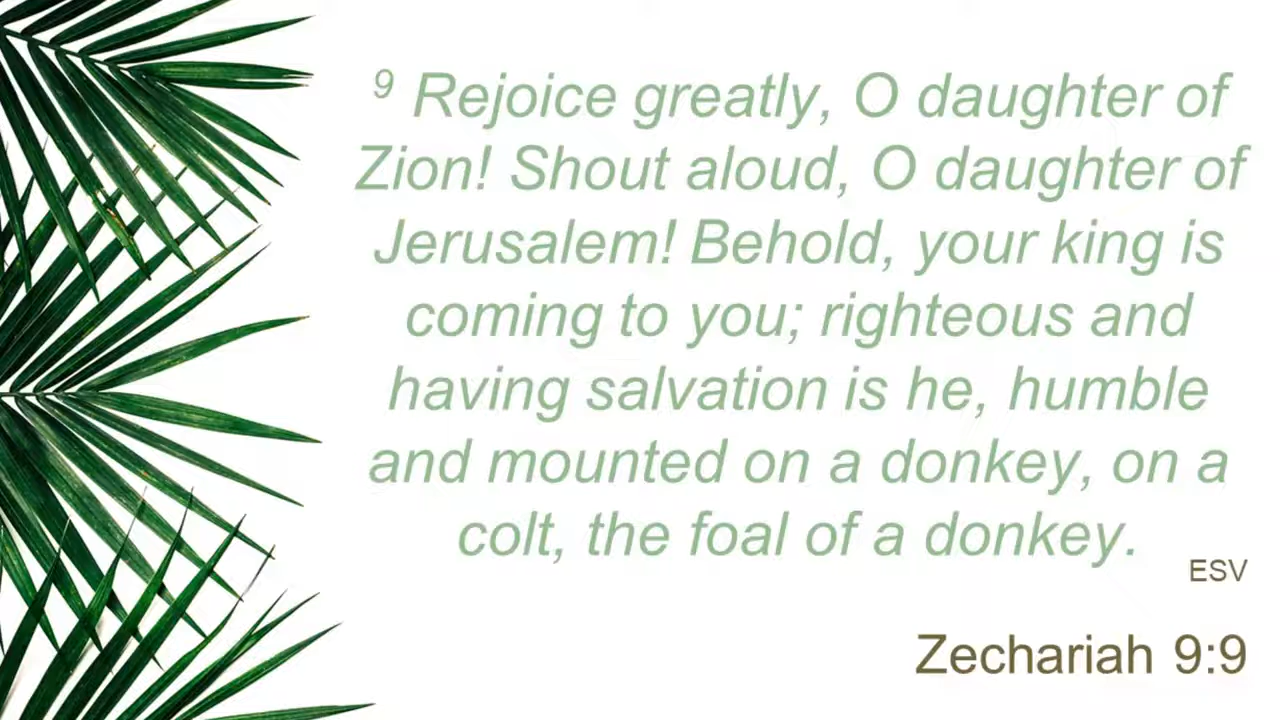 9 Rejoice greatly, O daughter of
Zion! Shout aloud, O daughter of
Jerusalem! Behold, your king is
coming to you; righteous and
having salvation is he, humble
and mounted on a donkey, on a
colt, the foal of a donkey.
ESV
Zechariah 9:9